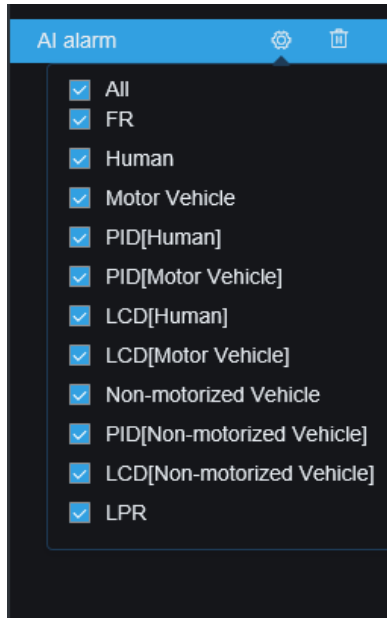 AI alarm
All
FR
Human
Motor Vehicle
PID[Human]
PID[Motor Vehicle]
LCD[Human]
LCD[Motor Vehicle]
Non-motorized Vehicle
PID[Non-motorized Vehicle]
LCD[Non-motorized Vehicle]
LPR